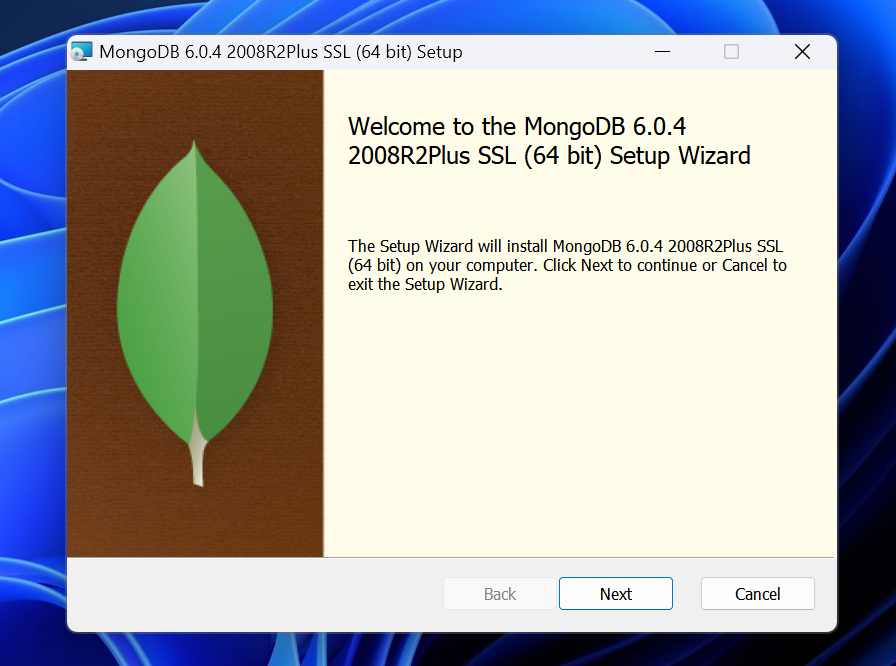 MongoDB 6.0.4 2008R2Plus SSL (64 bit) Setup
Welcome to the MongoDB 6.0.4
2008R2Plus SSL (64 bit) Setup Wizard
The Setup Wizard will install MongoDB 6.0.4 2008R2Plus SSL
(64 bit) on your computer. Click Next to continue or Cancel to
exit the Setup Wizard.
Back Next Cancel